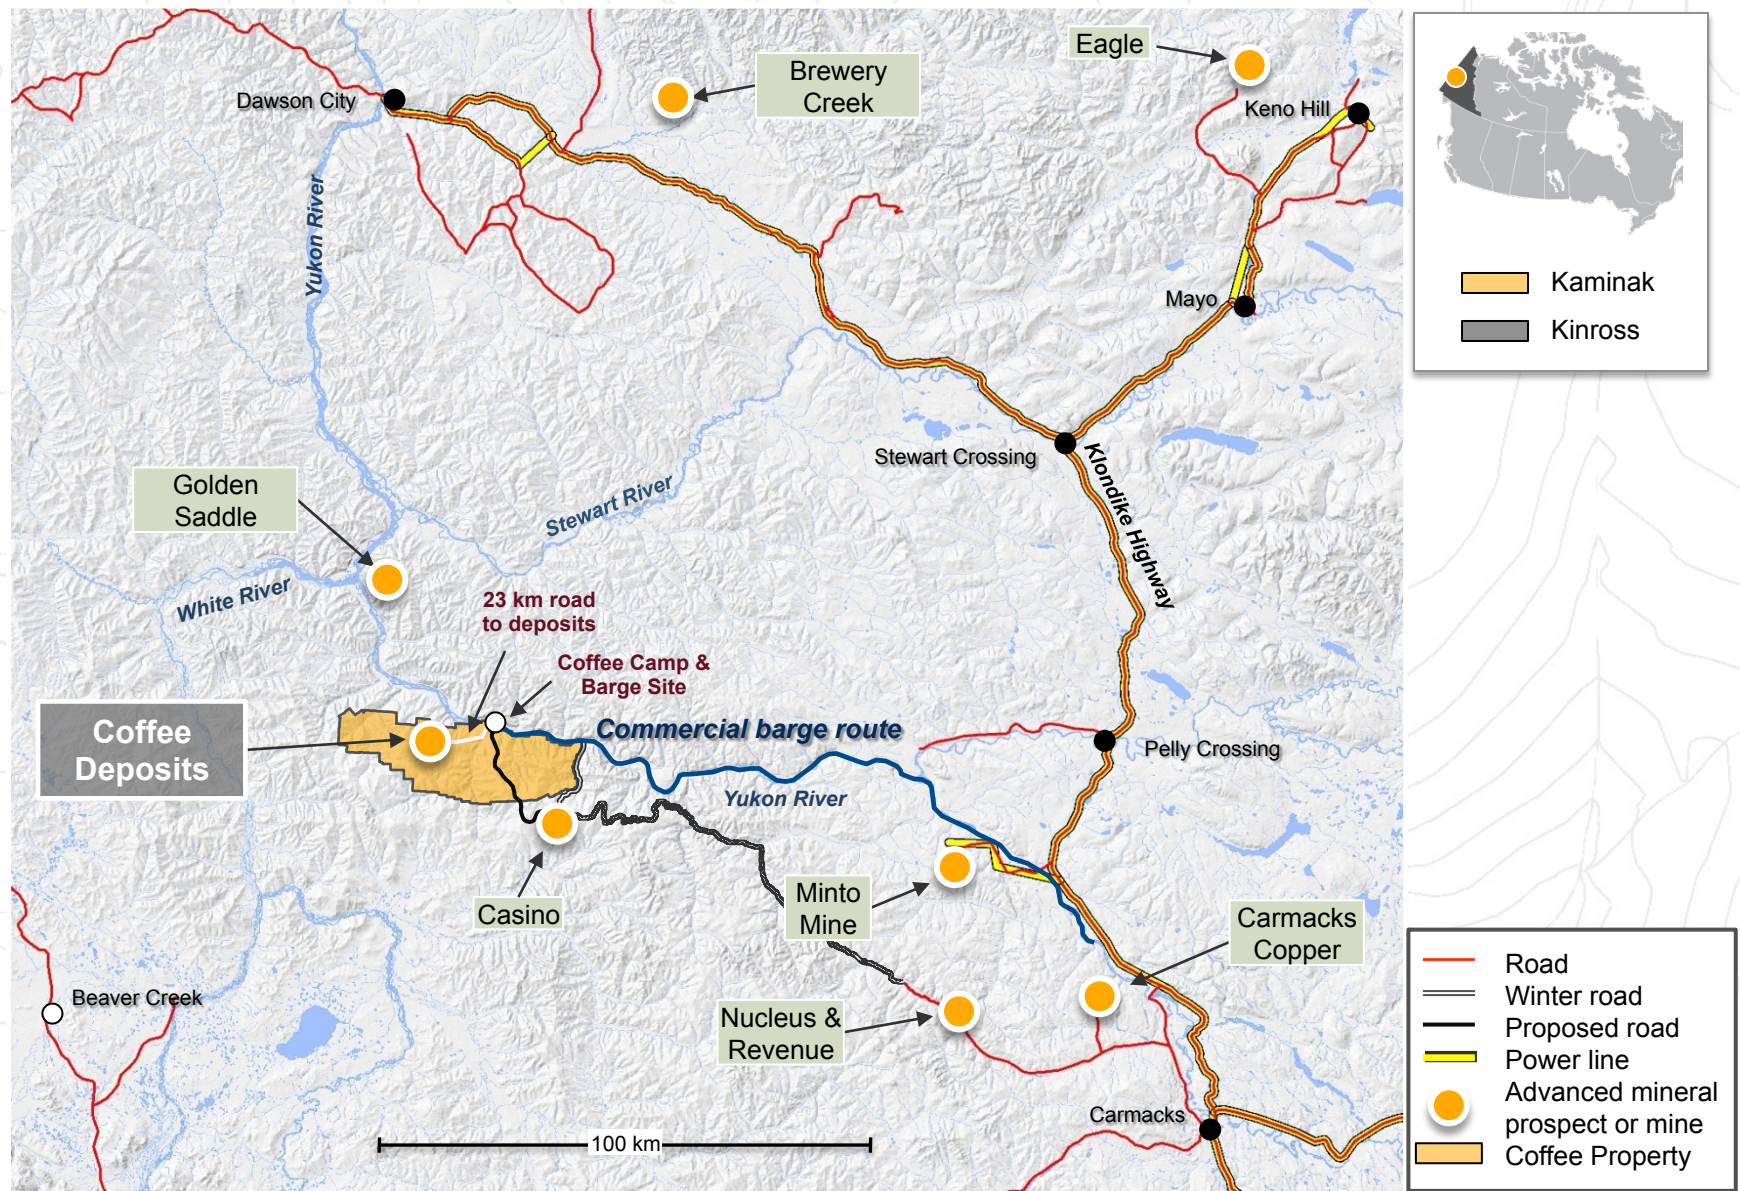 Eagle
Brewery
Creek
Dawson City
Keno Hill
Yukon River
Mayo
Kaminak
Kinross
Stewart Crossing
Klondike Highway
Golden
Saddle
Stewart River
White River
23 km road
to deposits
Coffee Camp &
Barge Site
Coffee
Deposits
Commercial barge route
Pelly Crossing
Yukon River
Casino
Minto
Mine
Carmacks
Copper
Beaver Creek
Nucleus &
Revenue
Carmacks
100 km
Road
Winter road
Proposed road
Power line
Advanced mineral
prospect or mine
Coffee Property